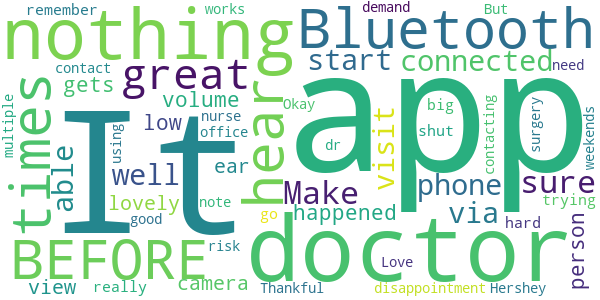 remember
works
demand
But
nothing
Bluetooth
contact
great
start
connected
need
gets
multiple
times
volume
hear
Okay
app
big
shut
surgery
weekends
It
using
low
nurse
office
visit
dr
contacting
able
well
ear
Make
phone
sure
trying
lovely
good
note
go
happened
via
hard
person
BEFORE
risk
doctor
Love
view
really
camera
Thankful
disappointment
Hershey